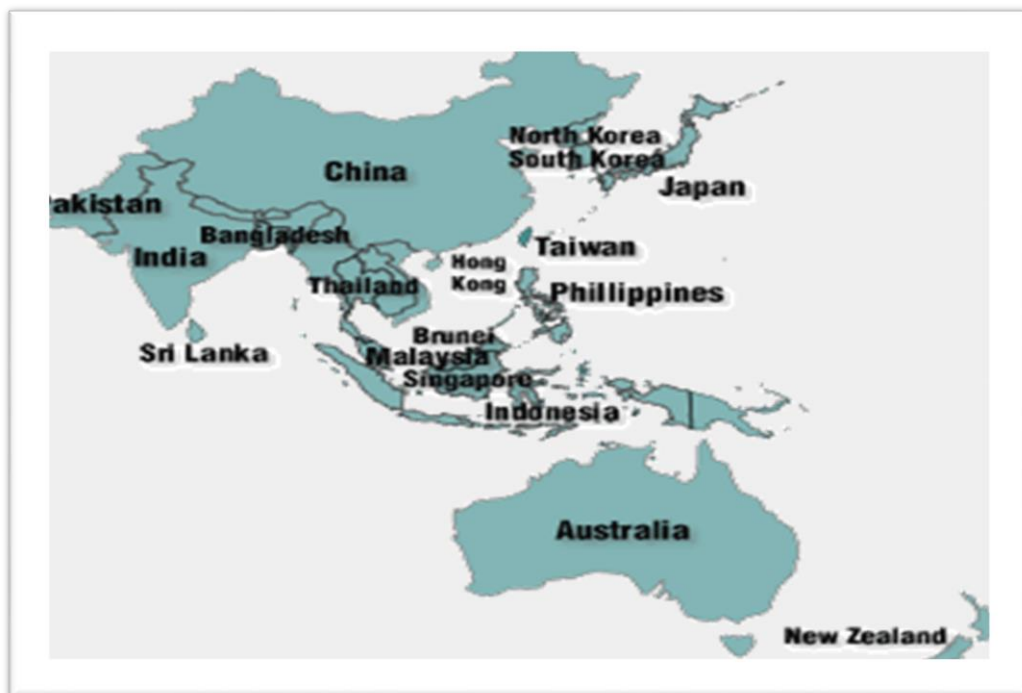 North Korea
South Korea
China
Japan
akistan
Bangladesh
Taiwan
India
Hong
Kong
Thailand
Phillippines
Brunei
Sri Lanka
Malaysia
Singapore
Indonesia
Australia
New Zealand